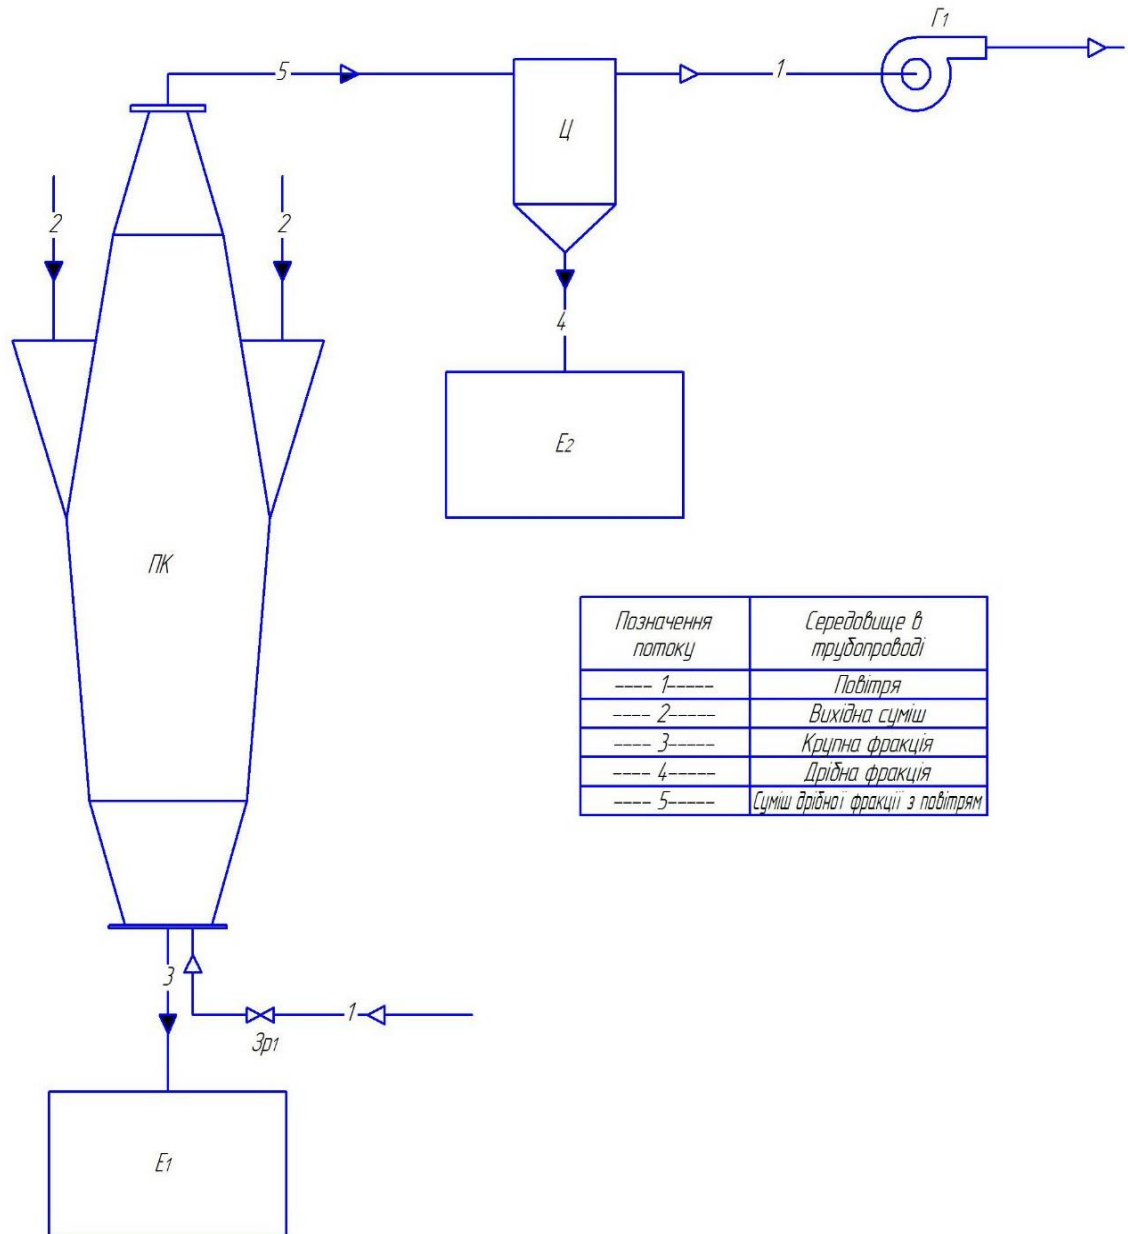 Г1
5
1
Ц
2
2
4
Е2
ПК
Позначення потоку
Середовище в трубопроводі
---- 1-----
Повітря
---- 2-----
Вихідна суміш
---- 3-----
Крупна фракція
---- 4-----
Дрібна фракція
---- 5-----
Суміш дрібної фракції з повітрям
3
1
Зр1
Е1